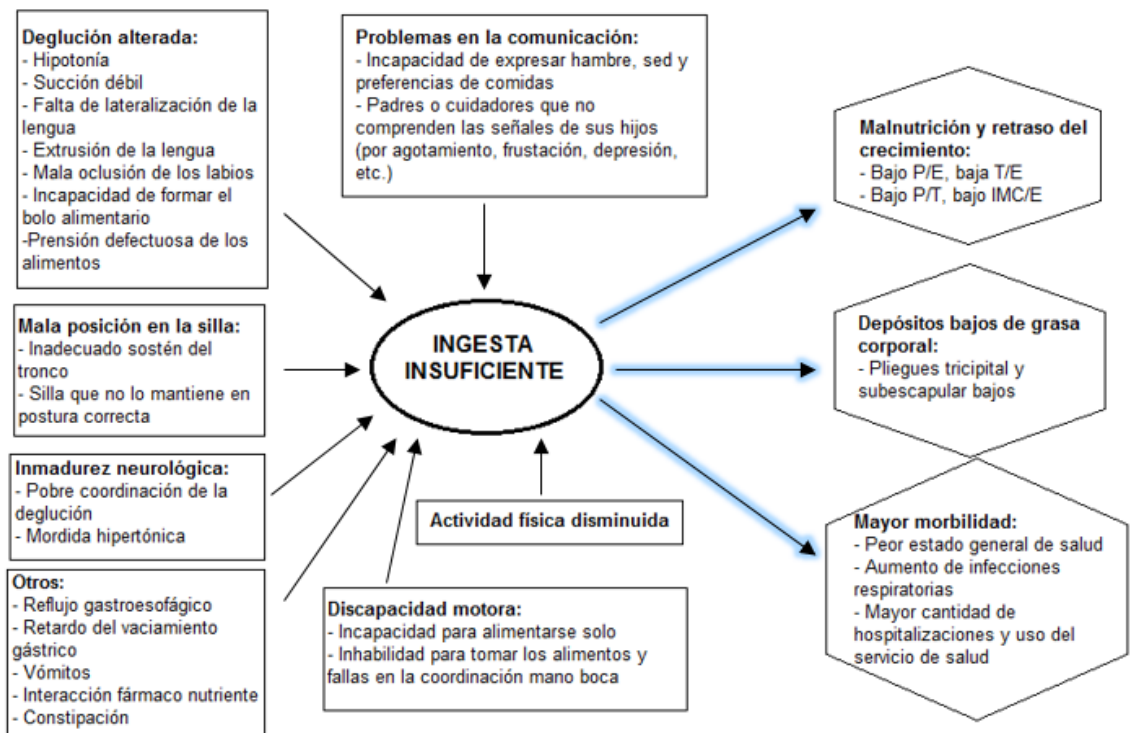 Deglución alterada:
- Hipotonía
- Succión débil
- Falta de lateralización de la
lengua
- Extrusión de la lengua
- Mala oclusión de los labios
- Incapacidad de formar el
bolo alimentario
-Prensión defectuosa de los
alimentos
Problemas en la comunicación:
- Incapacidad de expresar hambre, sed y
preferencias de comidas
- Padres o cuidadores que no
comprenden las señales de sus hijos
(por agotamiento, frustación, depresión,
etc.)
Malnutrición y retraso del
crecimiento:
- Bajo P/E, baja T/E
- Bajo P/T, bajo IMC/E
Mala posición en la silla:
- Inadecuado sostén del
tronco
- Silla que no lo mantiene en
postura correcta
INGESTA
INSUFICIENTE
Depósitos bajos de grasa
corporal:
- Pliegues tricipital y
subescapular bajos
Inmadurez neurológica:
- Pobre coordinación de la
deglución
- Mordida hipertónica
Actividad física disminuida
Mayor morbilidad:
- Peor estado general de salud
- Aumento de infecciones
respiratorias
- Mayor cantidad de
hospitalizaciones y uso del
servicio de salud
Otros:
- Reflujo gastroesofágico
- Retardo del vaciamiento
gástrico
- Vómitos
- Interacción fármaco nutriente
- Constipación
Discapacidad motora:
- Incapacidad para alimentarse solo
- Inhabilidad para tomar los alimentos y
fallas en la coordinación mano boca